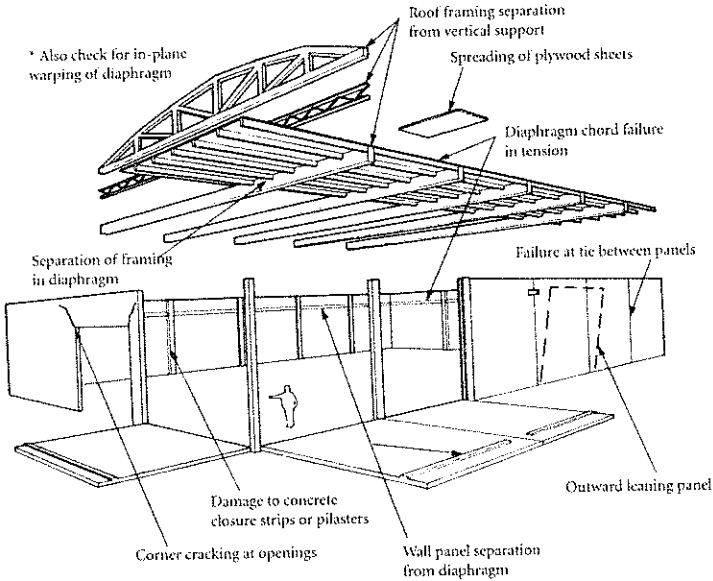 Roof framing separation
from vertical support
* Also check for in-plane
warping of diaphragm
Spreading of plywood sheets
Diaphragm chord failure
in tension
Separation of framing
in diaphragm
Failure at tie between panels
Outward leaning panel
Damage to concrete
closure strips or pilasters
Corner cracking at openings
Wall panel separation
from diaphragm